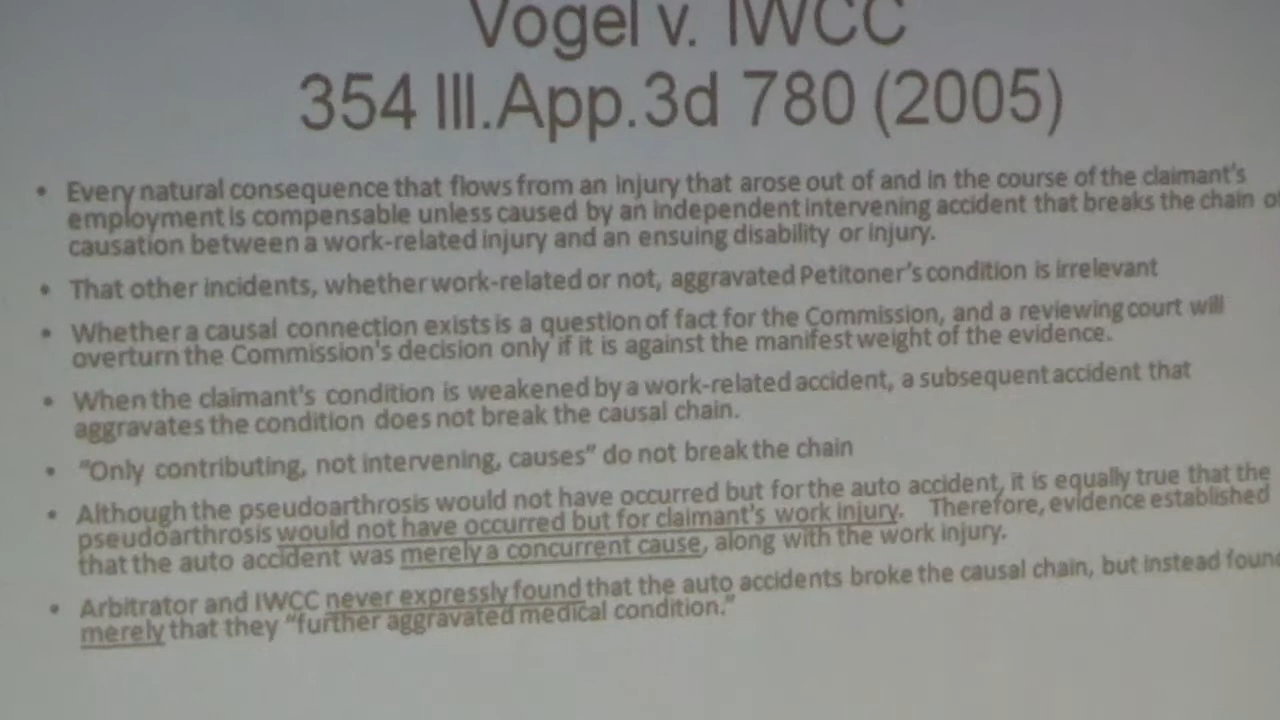 Vogel v. IWCC
354 Ill.App.3d 780 (2005)
• Every natural consequence that flows from an injury that arose out of and in the course of the claimant's
employment is compensable unless caused by an independent intervening accident that breaks the chain of
causation between a work-related injury and an ensuing disability or injury.
• That other incidents, whether work-related or not, aggravated Petitoner's condition is irrelevant
• Whether a causal connection exists is a question of fact for the Commission, and a reviewing court will
overturn the Commission's decision only if it is against the manifest weight of the evidence.
• When the claimant's condition is weakened by a work-related accident, a subsequent accident that
aggravates the condition does not break the causal chain.
• "Only contributing, not intervening, causes" do not break the chain
• Although the pseudoarthrosis would not have occurred but for the auto accident, it is equally true that the
pseudoarthrosis would not have occurred but for claimant's work injury. Therefore, evidence established
that the auto accident was merely a concurrent cause, along with the work injury.
• Arbitrator and IWCC never expressly found that the auto accidents broke the causal chain, but instead found
merely that they "further aggravated medical condition."